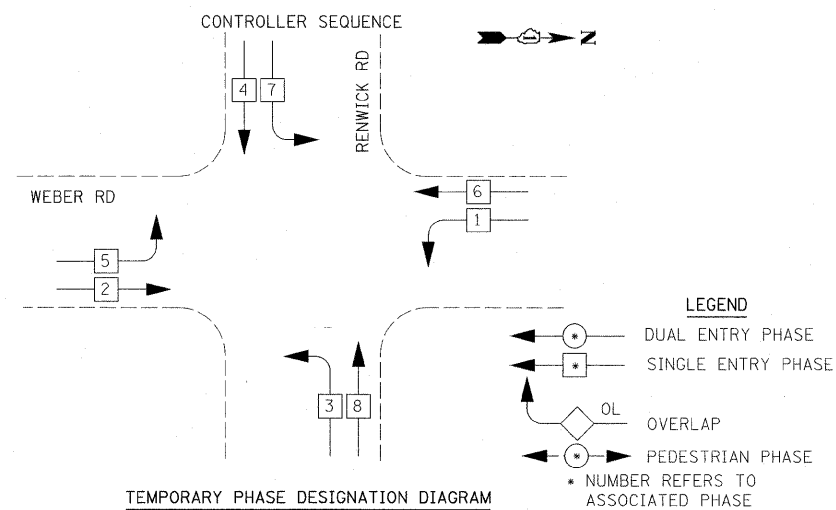 CONTROLLER SEQUENCE
N
RENWICK RD
4
7
WEBER RD
6
1
5
2
3
8
LEGEND
* DUAL ENTRY PHASE
* SINGLE ENTRY PHASE
OL
OVERLAP
* PEDESTRIAN PHASE
* NUMBER REFERS TO
ASSOCIATED PHASE
TEMPORARY PHASE DESIGNATION DIAGRAM